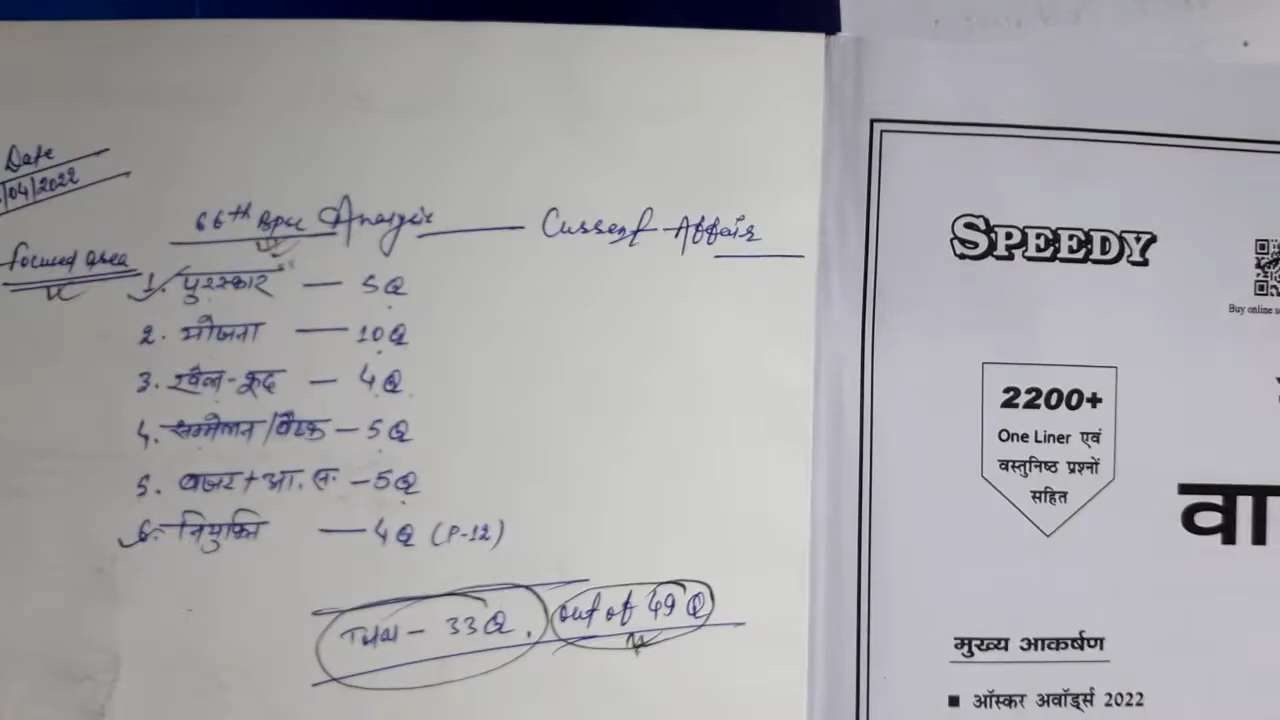 Date
/04/2022
66th Bpsc Analysis — Current Affair
focused area
1. पुरस्कार — 5Q
2. योजना — 10Q
3. खेल-कूद — 4Q
4. सम्मेलन/बैठक — 5Q
5. बजट + आ. स. — 5Q
6. नियुक्ति — 4Q (P-12)
Total — 33Q. out of 49Q
SPEEDY
Buy online
2200+
One Liner एवं
वस्तुनिष्ठ प्रश्नों
सहित
वा
मुख्य आकर्षण
■ ऑस्कर अवॉर्ड्स 2022